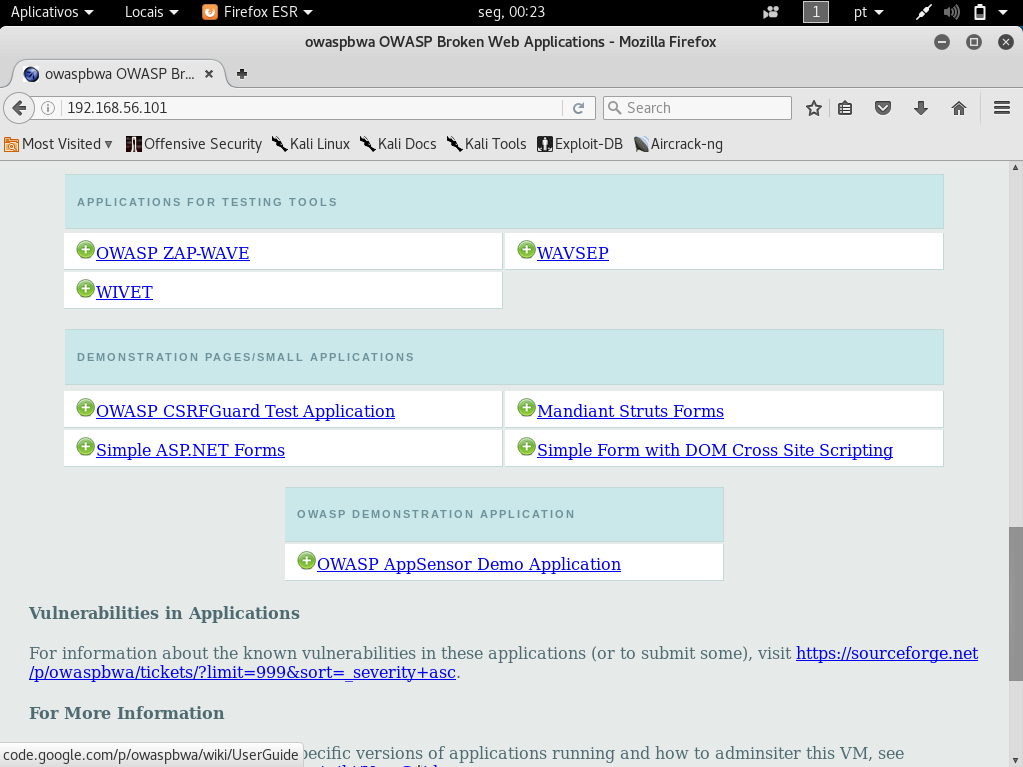 Aplicativos Locais Firefox ESR seg, 00:23 1 pt
owaspbwa OWASP Broken Web Applications - Mozilla Firefox
owaspbwa OWASP Br...
192.168.56.101 Search
Most Visited Offensive Security Kali Linux Kali Docs Kali Tools Exploit-DB Aircrack-ng
APPLICATIONS FOR TESTING TOOLS
OWASP ZAP-WAVE WAVSEP
WIVET
DEMONSTRATION PAGES/SMALL APPLICATIONS
OWASP CSRFGuard Test Application Mandiant Struts Forms
Simple ASP.NET Forms Simple Form with DOM Cross Site Scripting
OWASP DEMONSTRATION APPLICATION
OWASP AppSensor Demo Application
Vulnerabilities in Applications
For information about the known vulnerabilities in these applications (or to submit some), visit https://sourceforge.net
/p/owaspbwa/tickets/?limit=999&sort=_severity+asc.
For More Information
versions of applications running and how to adminsiter this VM, see
code.google.com/p/owaspbwa/wiki/UserGuide